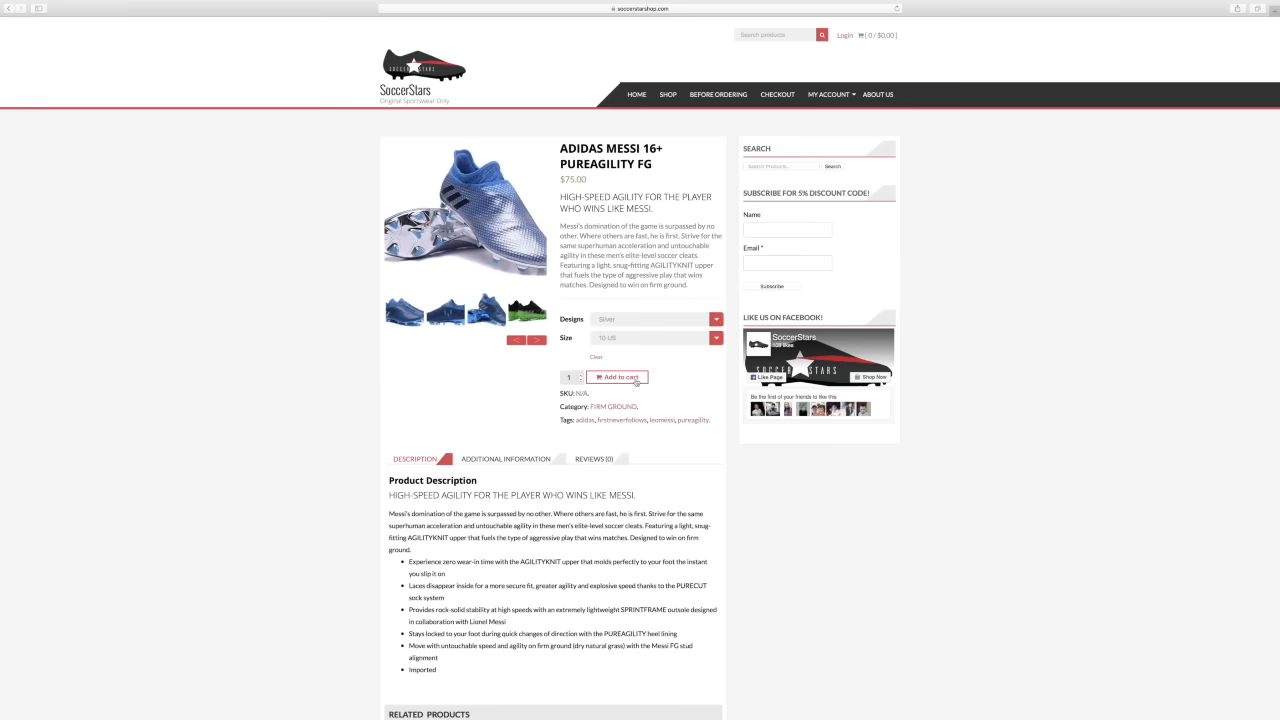 soccerstarshop.com
Search products
Login
[ 0 / $0.00 ]
SOCCER STARS
SoccerStars
Original Sportswear Only
HOME SHOP BEFORE ORDERING CHECKOUT MY ACCOUNT ABOUT US
ADIDAS MESSI 16+
PUREAGILITY FG
$75.00
HIGH-SPEED AGILITY FOR THE PLAYER
WHO WINS LIKE MESSI.
Messi's domination of the game is surpassed by no
other. Where others are fast, he is first. Strive for the
same superhuman acceleration and untouchable
agility in these men's elite-level soccer cleats.
Featuring a light, snug-fitting AGILITYKNIT upper
that fuels the type of aggressive play that wins
matches. Designed to win on firm ground.
< >
Designs Silver
Size 10 US
Clear
1 Add to cart
SKU: N/A.
Category: FIRM GROUND.
Tags: adidas, firstneverfollows, leomessi, pureagility.
SEARCH
Search Products... Search
SUBSCRIBE FOR 5% DISCOUNT CODE!
Name
Email *
Subscribe
LIKE US ON FACEBOOK!
SoccerStars
Like Page Shop Now
Be the first of your friends to like this
DESCRIPTION ADDITIONAL INFORMATION REVIEWS (0)
Product Description
HIGH-SPEED AGILITY FOR THE PLAYER WHO WINS LIKE MESSI.
Messi's domination of the game is surpassed by no other. Where others are fast, he is first. Strive for the same
superhuman acceleration and untouchable agility in these men's elite-level soccer cleats. Featuring a light, snug-
fitting AGILITYKNIT upper that fuels the type of aggressive play that wins matches. Designed to win on firm
ground.
Experience zero wear-in time with the AGILITYKNIT upper that molds perfectly to your foot the instant
you slip it on
Laces disappear inside for a more secure fit, greater agility and explosive speed thanks to the PURECUT
sock system
Provides rock-solid stability at high speeds with an extremely lightweight SPRINTFRAME outsole designed
in collaboration with Lionel Messi
Stays locked to your foot during quick changes of direction with the PUREAGILITY heel lining
Move with untouchable speed and agility on firm ground (dry natural grass) with the Messi FG stud
alignment
Imported
RELATED PRODUCTS